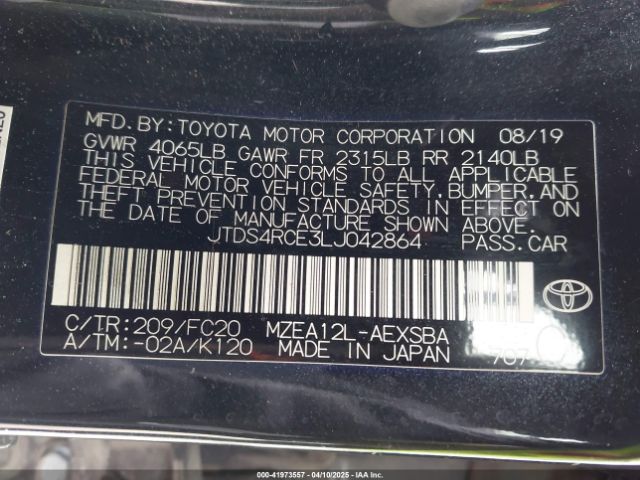 MFD.BY:TOYOTA MOTOR CORPORATION 08/19
GVWR 4065LB GAWR FR 2315LB RR 2140LB
THIS VEHICLE CONFORMS TO ALL APPLICABLE
FEDERAL MOTOR VEHICLE SAFETY,BUMPER,AND
THEFT PREVENTION STANDARDS IN EFFECT ON
THE DATE OF MANUFACTURE SHOWN ABOVE.
JTDS4RCE3LJ042864 PASS.CAR
C/TR:209/FC20 MZEA12L-AEXSBA
A/TM:-02A/K120 MADE IN JAPAN
000-41973557 - 04/10/2025 - IAA Inc.